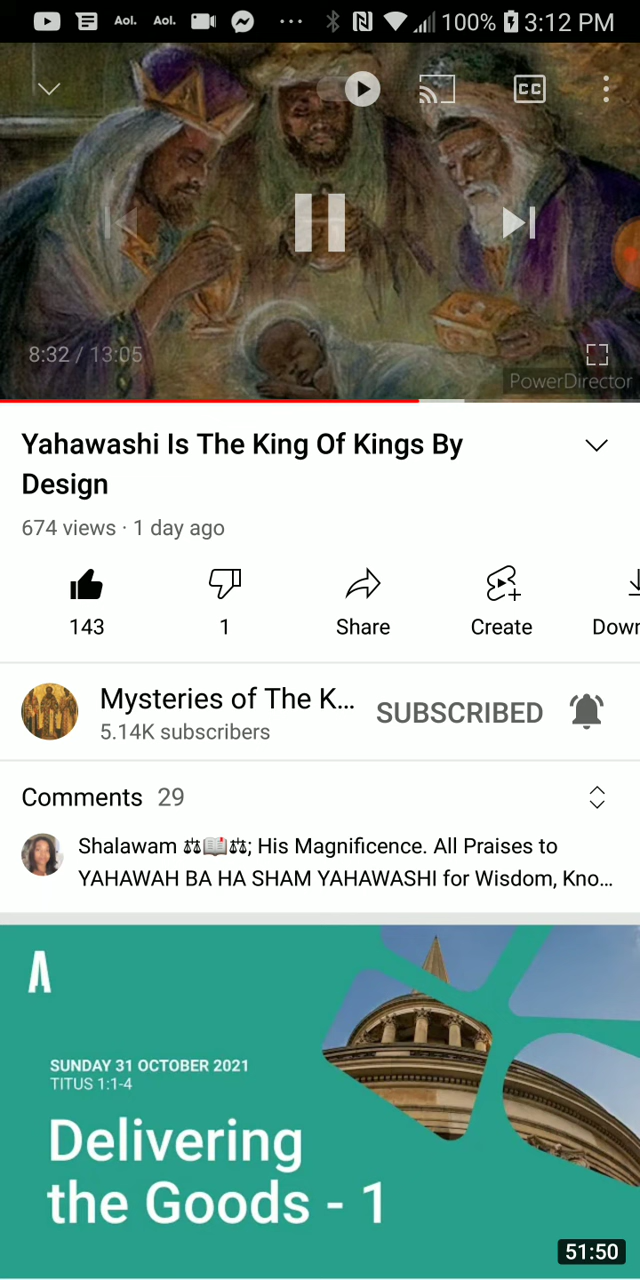 Aol. Aol. ... 100% 3:12 PM
CC
8:32 / 13:05
PowerDirector
Yahawashi Is The King Of Kings By
Design
674 views · 1 day ago
143 1 Share Create Down
Mysteries of The K... SUBSCRIBED
5.14K subscribers
Comments 29
Shalawam ⚖️📖⚖️; His Magnificence. All Praises to
YAHAWAH BA HA SHAM YAHAWASHI for Wisdom, Kno...
A
SUNDAY 31 OCTOBER 2021
TITUS 1:1-4
Delivering
the Goods - 1
51:50